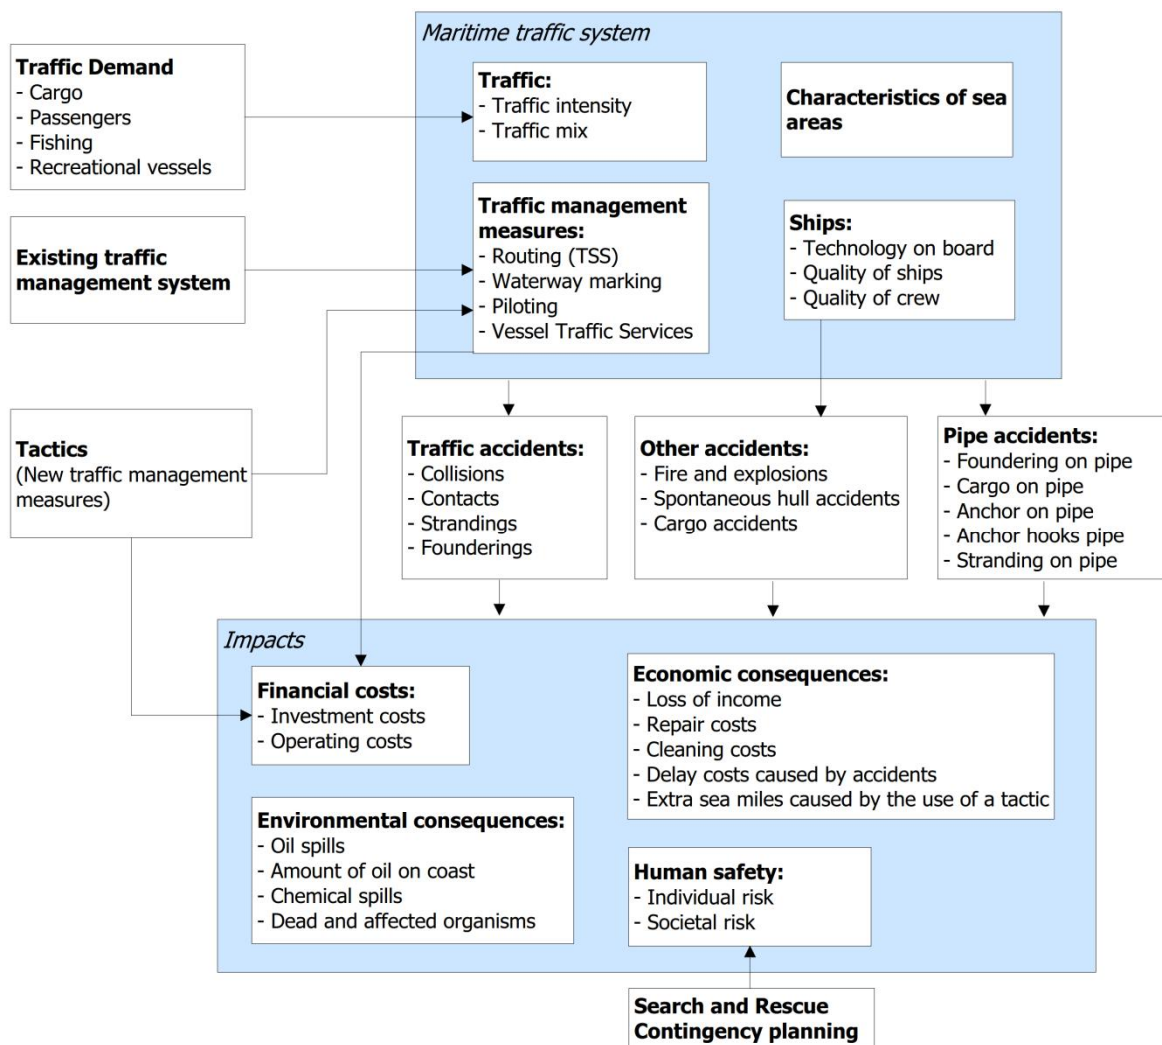 Maritime traffic system
Traffic Demand
- Cargo
- Passengers
- Fishing
- Recreational vessels
Traffic:
- Traffic intensity
- Traffic mix
Characteristics of sea
areas
Existing traffic
management system
Traffic management
measures:
- Routing (TSS)
- Waterway marking
- Piloting
- Vessel Traffic Services
Ships:
- Technology on board
- Quality of ships
- Quality of crew
Tactics
(New traffic management
measures)
Traffic accidents:
- Collisions
- Contacts
- Strandings
- Founderings
Other accidents:
- Fire and explosions
- Spontaneous hull accidents
- Cargo accidents
Pipe accidents:
- Foundering on pipe
- Cargo on pipe
- Anchor on pipe
- Anchor hooks pipe
- Stranding on pipe
Impacts
Financial costs:
- Investment costs
- Operating costs
Economic consequences:
- Loss of income
- Repair costs
- Cleaning costs
- Delay costs caused by accidents
- Extra sea miles caused by the use of a tactic
Environmental consequences:
- Oil spills
- Amount of oil on coast
- Chemical spills
- Dead and affected organisms
Human safety:
- Individual risk
- Societal risk
Search and Rescue
Contingency planning